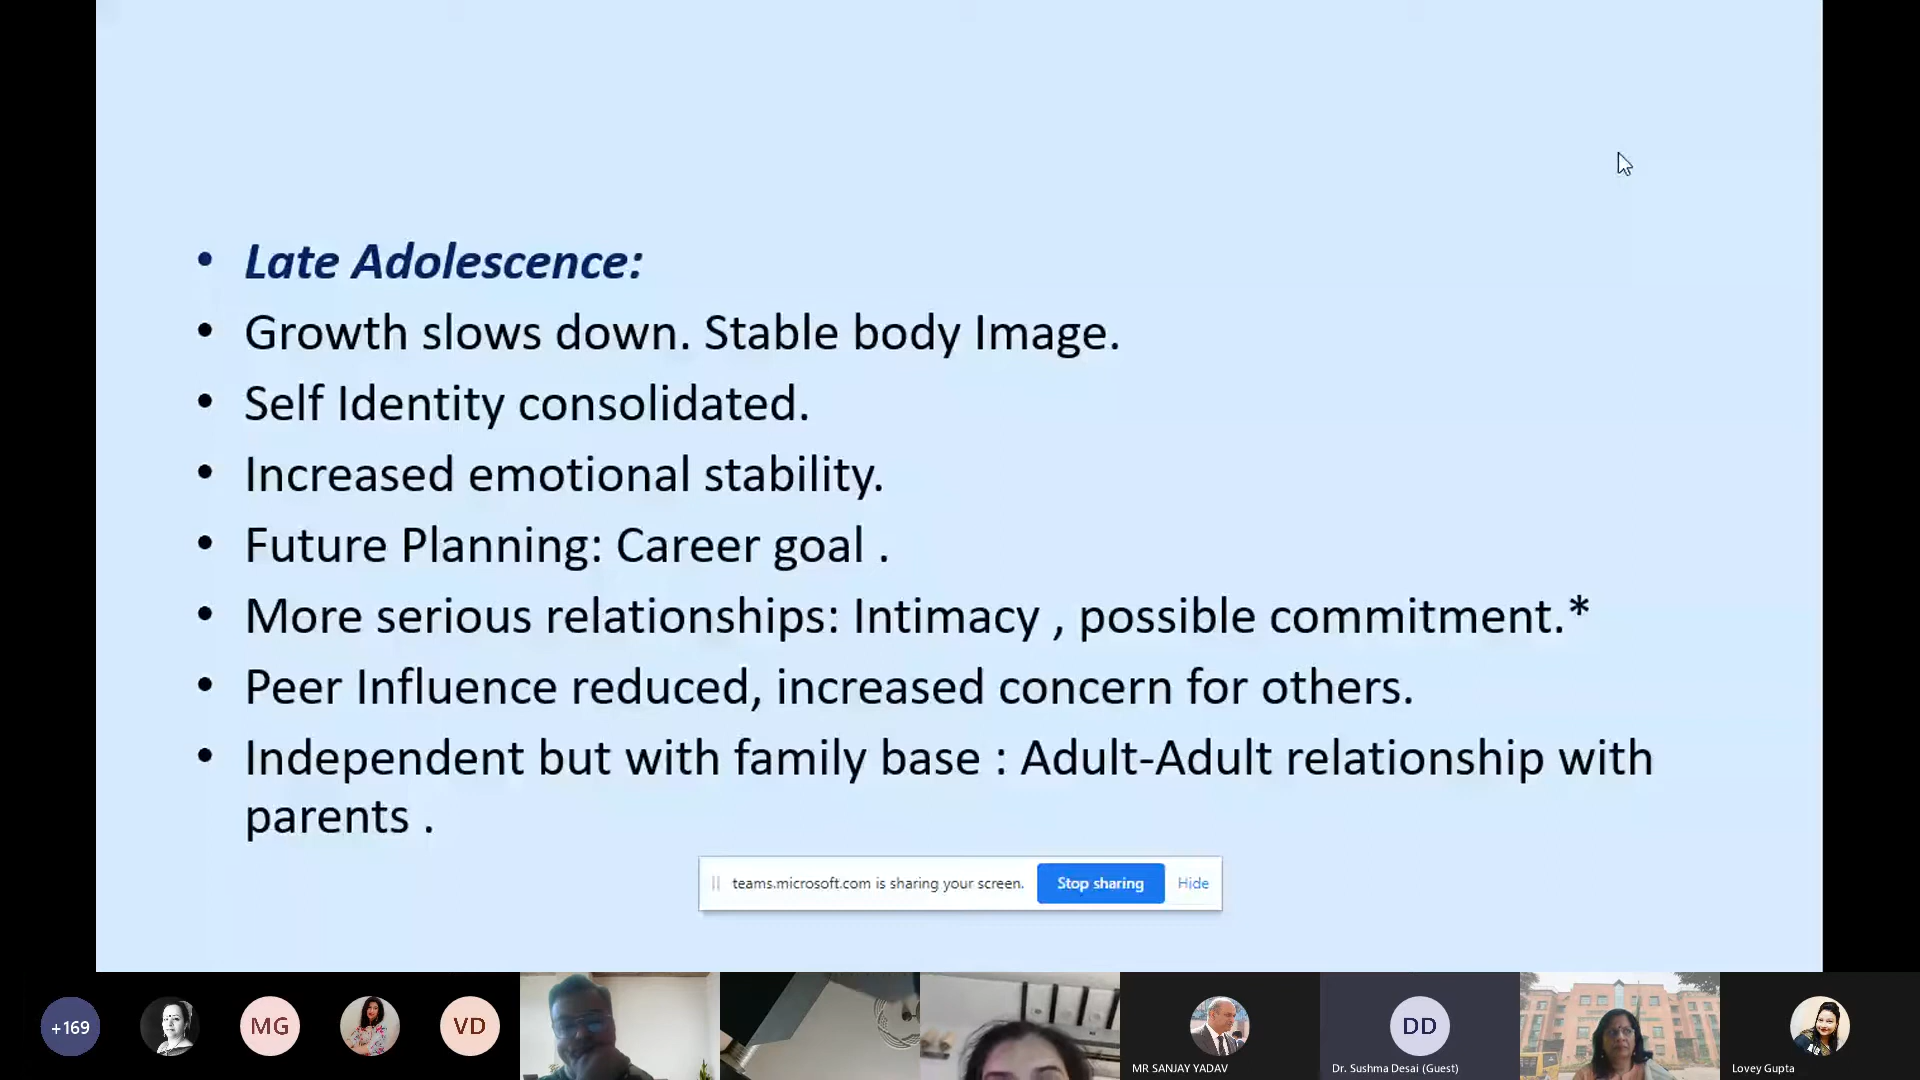 • Late Adolescence:
• Growth slows down. Stable body Image.
• Self Identity consolidated.
• Increased emotional stability.
• Future Planning: Career goal .
• More serious relationships: Intimacy , possible commitment.*
• Peer Influence reduced, increased concern for others.
• Independent but with family base : Adult-Adult relationship with
parents .
teams.microsoft.com is sharing your screen. Stop sharing Hide
+169 MG VD DD
MR SANJAY YADAV Dr. Sushma Desai (Guest) Lovey Gupta